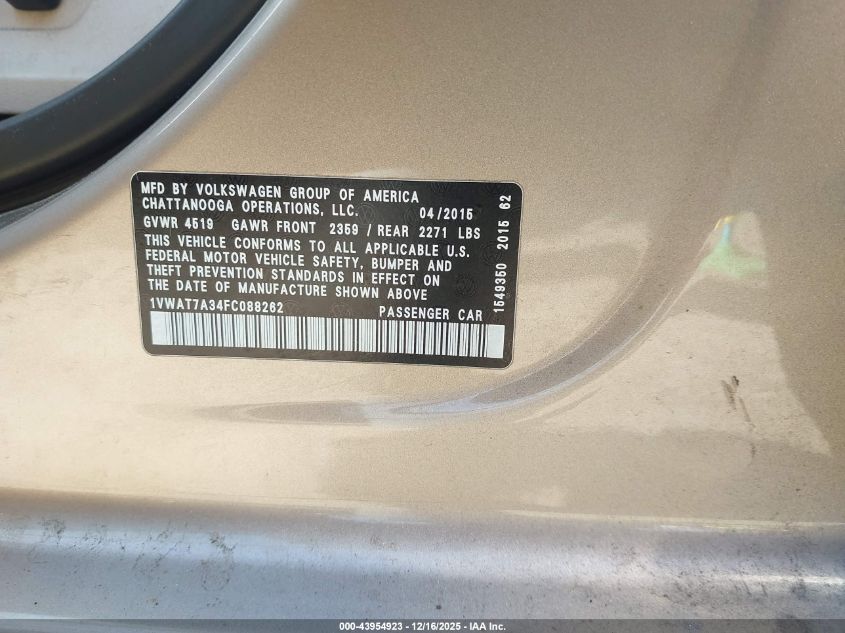 MFD BY VOLKSWAGEN GROUP OF AMERICA
CHATTANOOGA OPERATIONS, LLC. 04/2015
GVWR 4519 GAWR FRONT 2359 / REAR 2271 LBS
THIS VEHICLE CONFORMS TO ALL APPLICABLE U.S.
FEDERAL MOTOR VEHICLE SAFETY, BUMPER AND
THEFT PREVENTION STANDARDS IN EFFECT ON
THE DATE OF MANUFACTURE SHOWN ABOVE
1VWAT7A34FC088262 PASSENGER CAR
1549350 2015 62
000-43954923 - 12/16/2025 - IAA Inc.